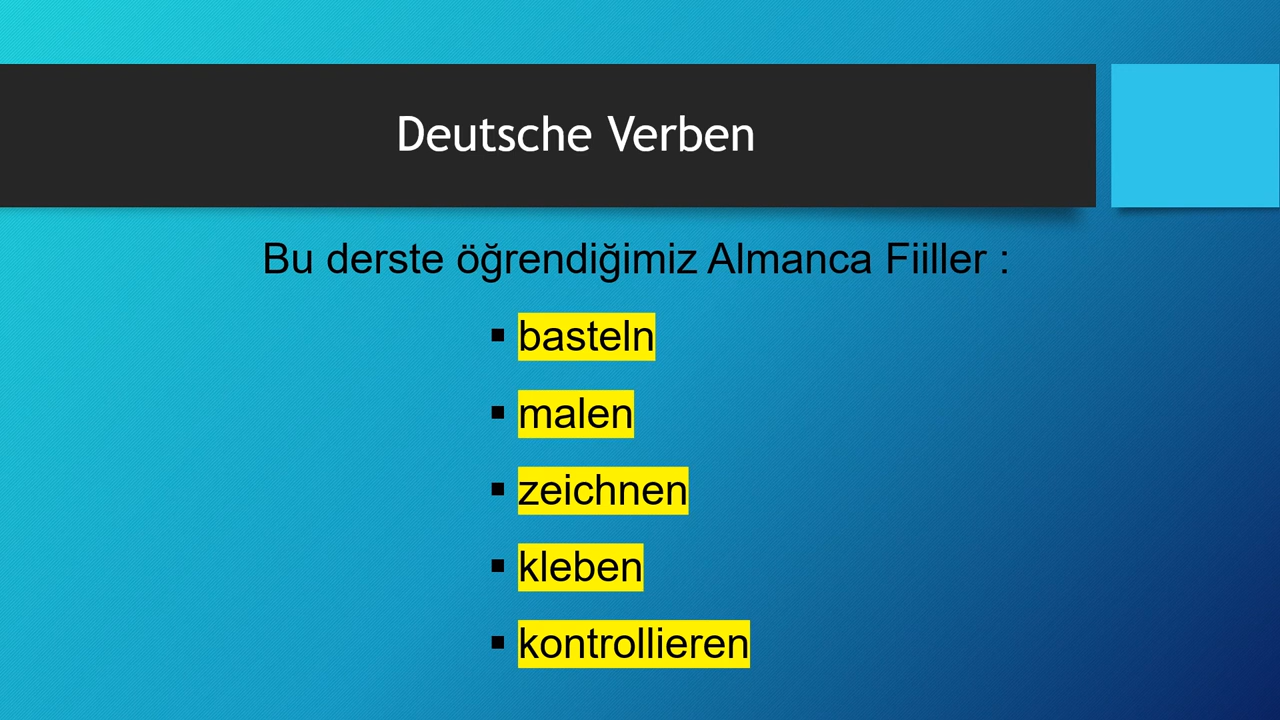 Deutsche Verben
Bu derste öğrendiğimiz Almanca Fiiller :
▪ basteln
▪ malen
▪ zeichnen
▪ kleben
▪ kontrollieren